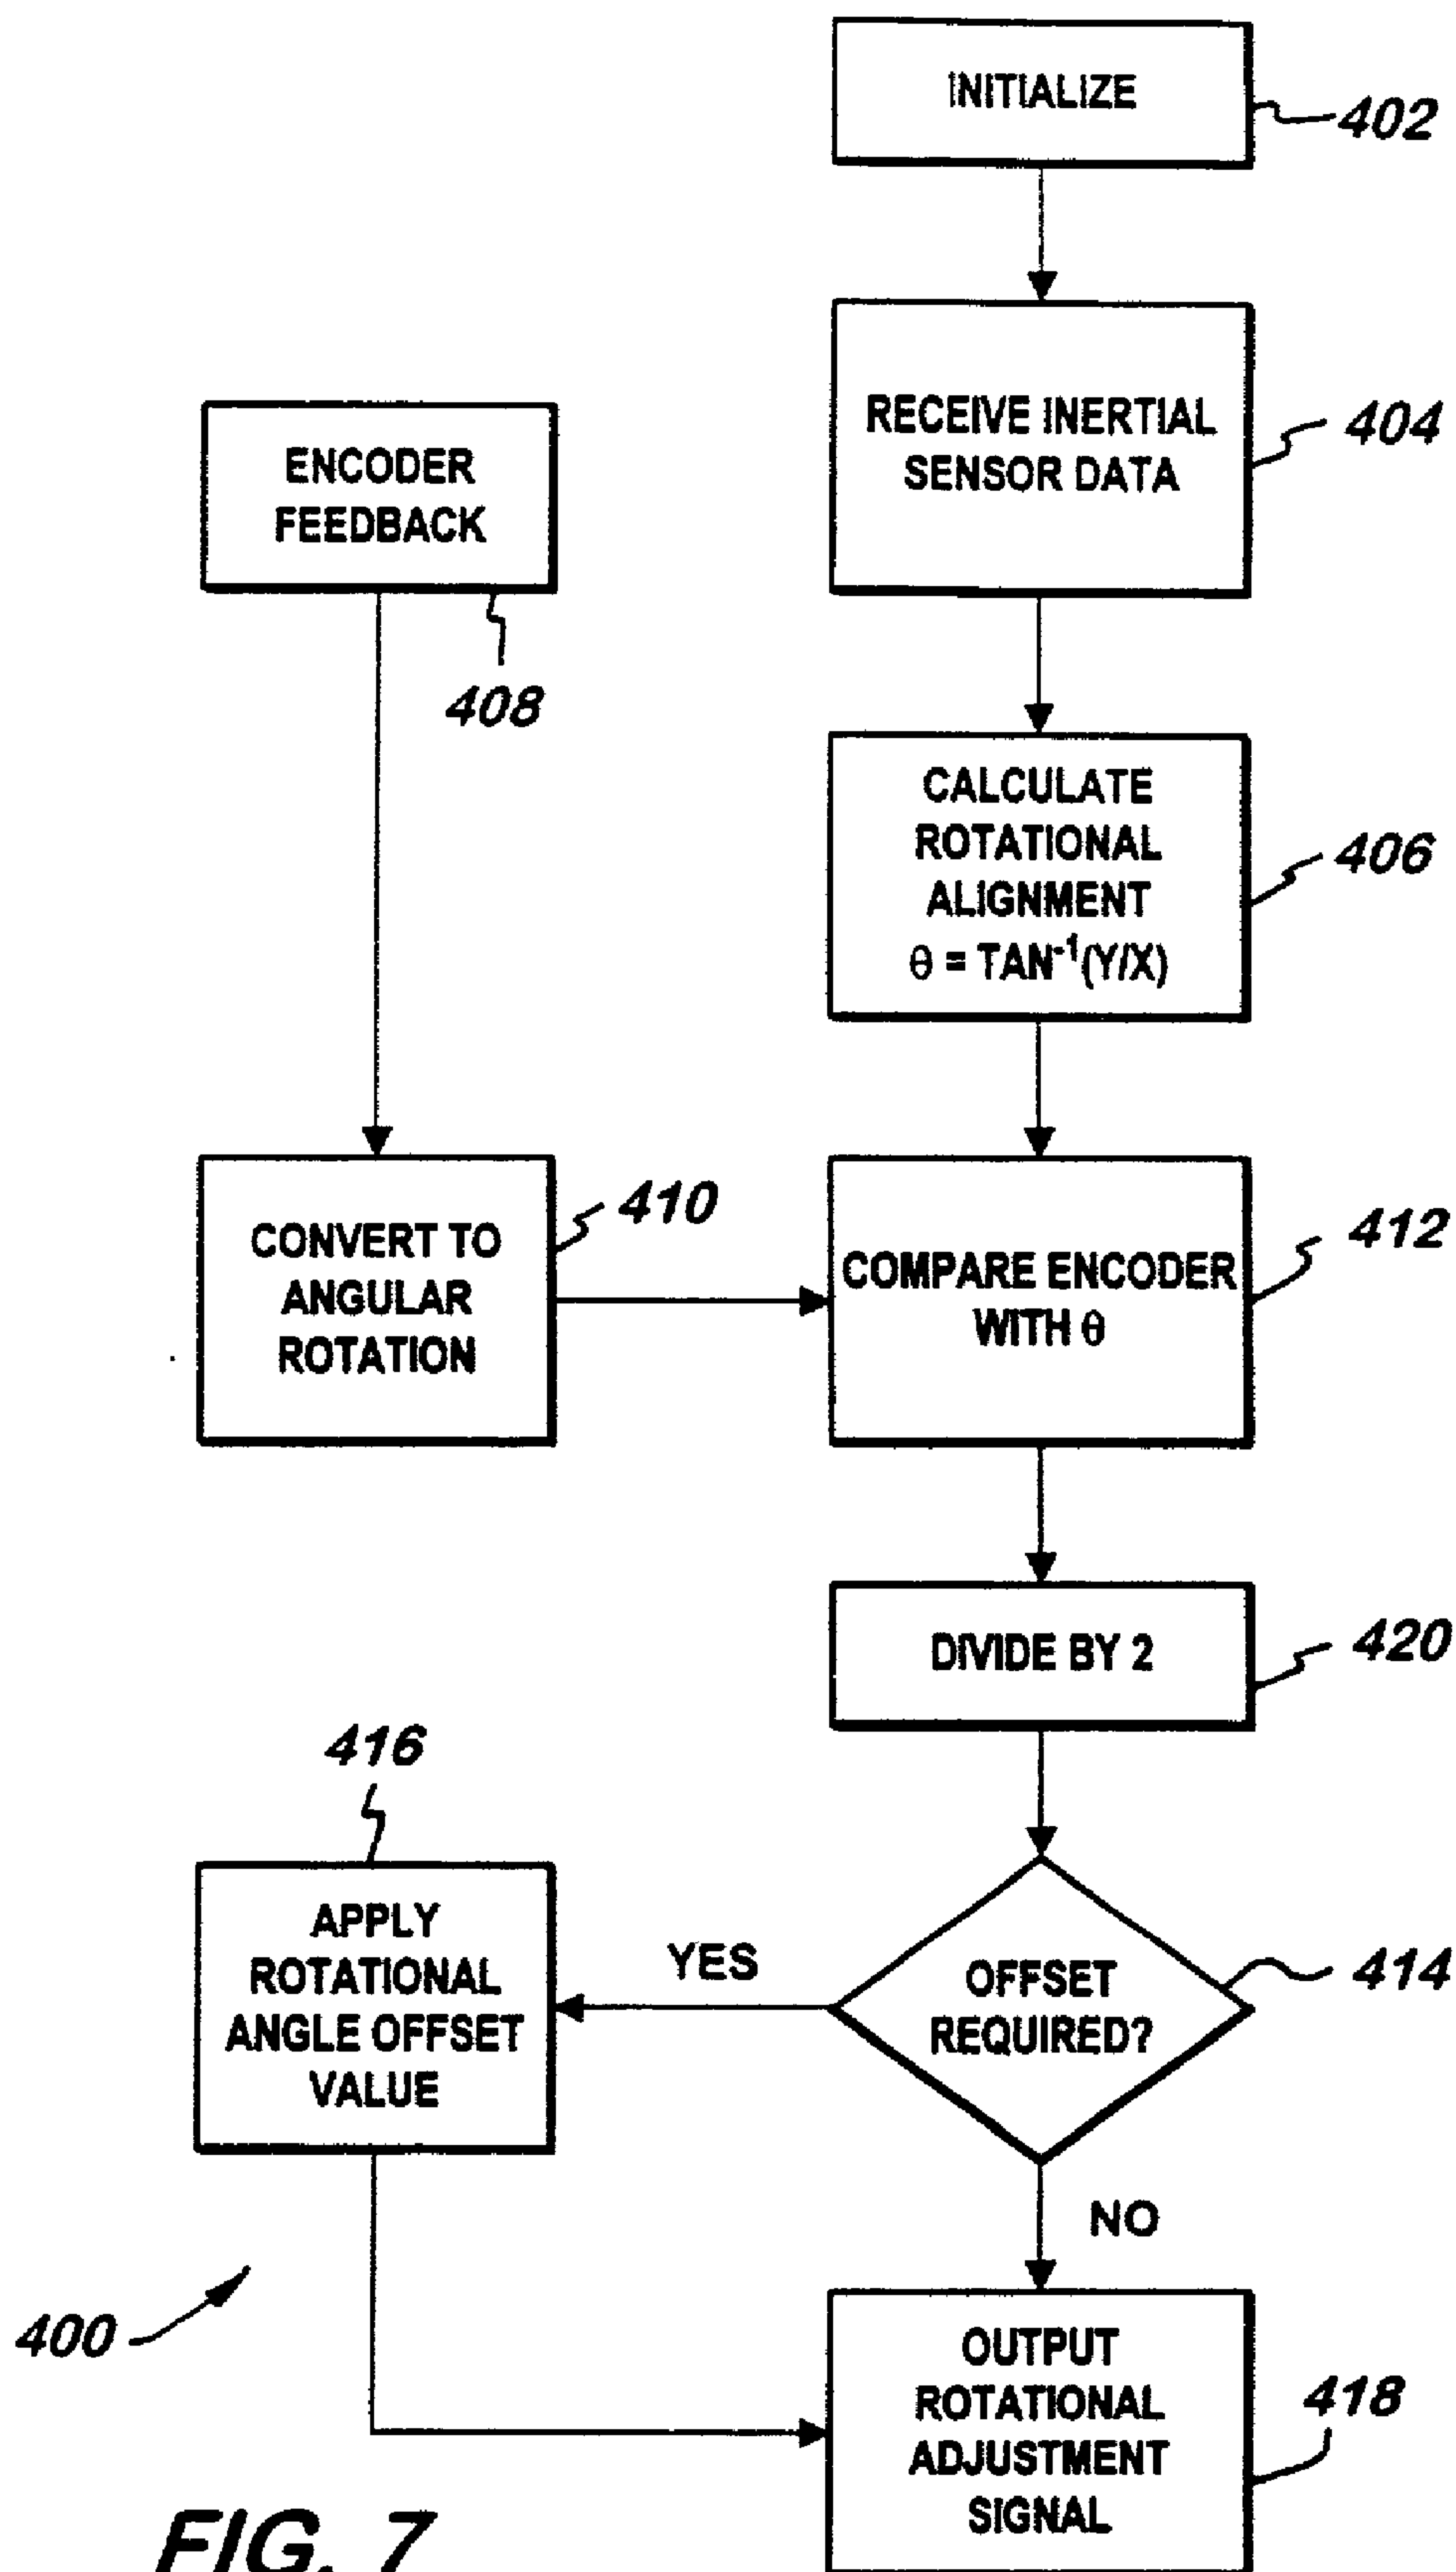 INITIALIZE
402
RECEIVE INERTIAL
SENSOR DATA
404
ENCODER
FEEDBACK
408
CALCULATE
ROTATIONAL
ALIGNMENT
θ = TAN⁻¹(Y/X)
406
CONVERT TO
ANGULAR
ROTATION
410
COMPARE ENCODER
WITH θ
412
DIVIDE BY 2
420
416
APPLY
ROTATIONAL
ANGLE OFFSET
VALUE
YES
OFFSET
REQUIRED?
414
NO
400
OUTPUT
ROTATIONAL
ADJUSTMENT
SIGNAL
418
FIG. 7